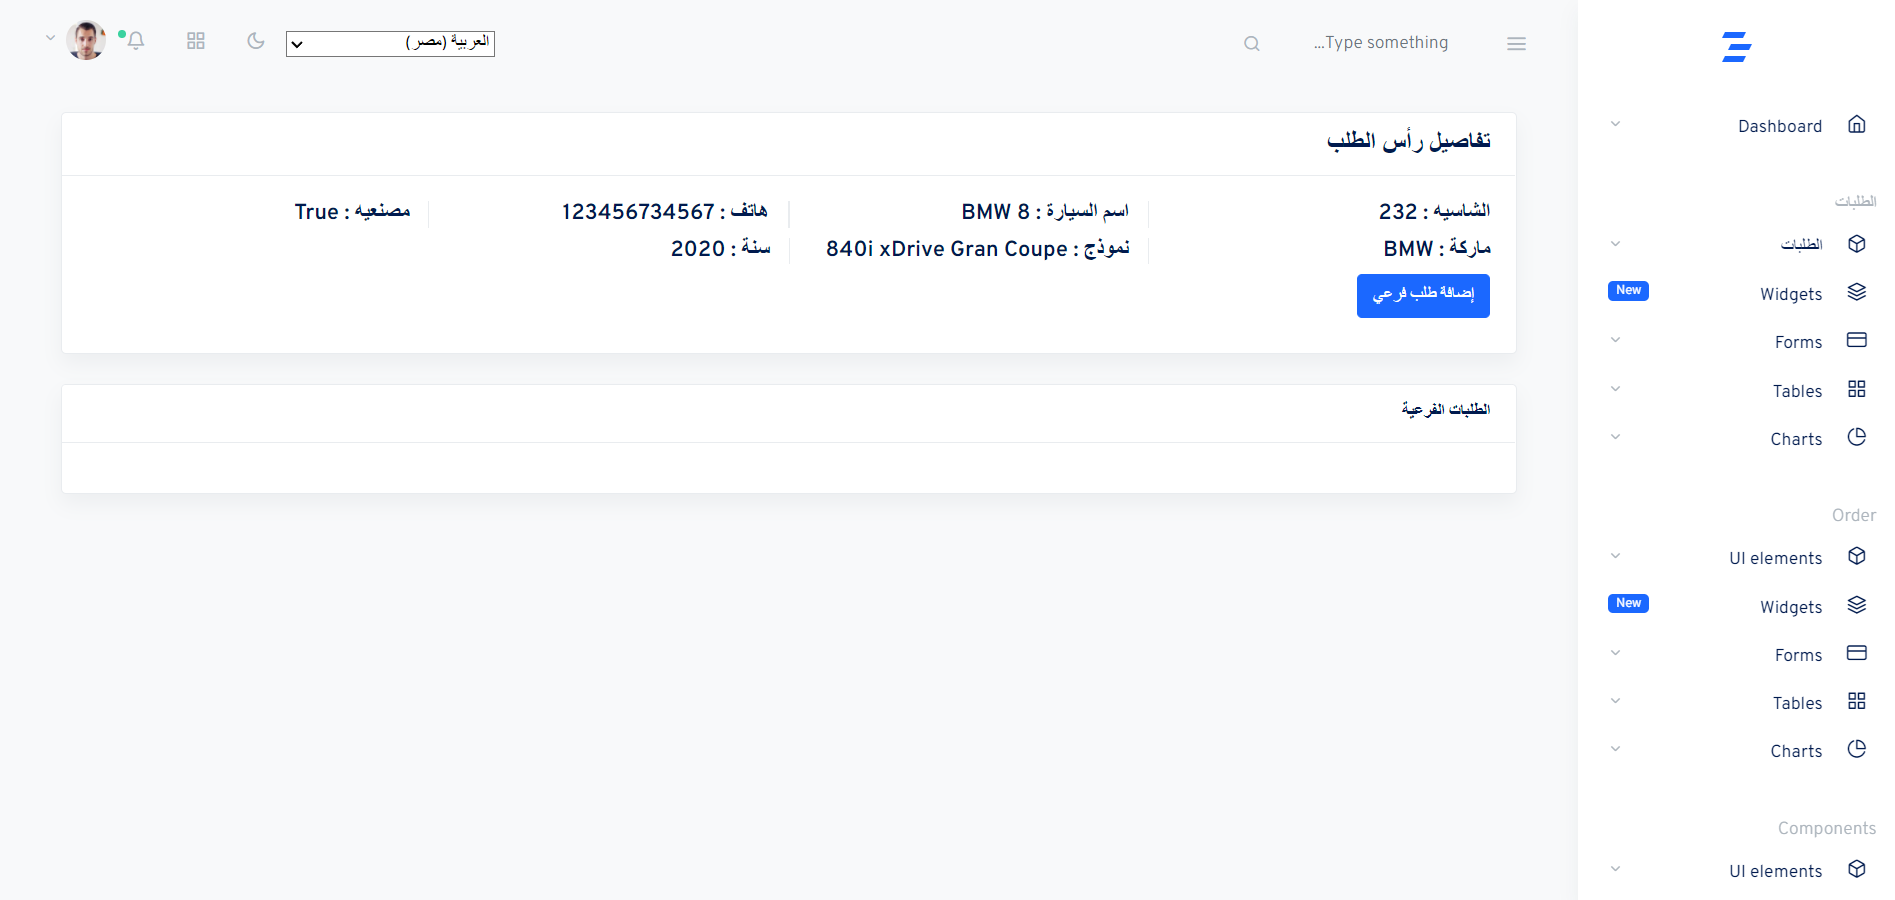 العربية (مصر)
Type something...
تفاصيل رأس الطلب
الشاسيه : 232
اسم السيارة : BMW 8
هاتف : 123456734567
مصنعيه : True
ماركة : BMW
نموذج : 840i xDrive Gran Coupe
سنة : 2020
إضافة طلب فرعي
الطلبات الفرعية
Dashboard
الطلبات
الطلبات
Widgets
New
Forms
Tables
Charts
Order
UI elements
Widgets
New
Forms
Tables
Charts
Components
UI elements